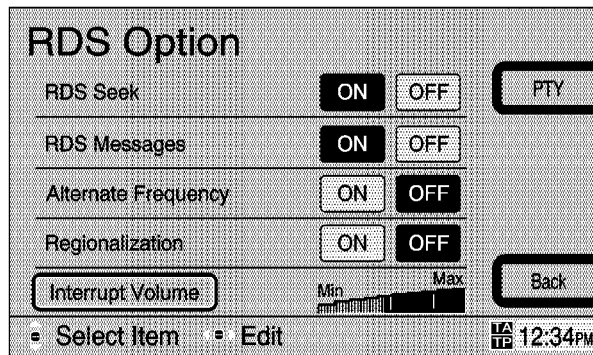 RDS Option
RDS Seek ON OFF PTY
RDS Messages ON OFF
Alternate Frequency ON OFF
Regionalization ON OFF
Interrupt Volume Min Max Back
Select Item Edit TA TP 12:34PM